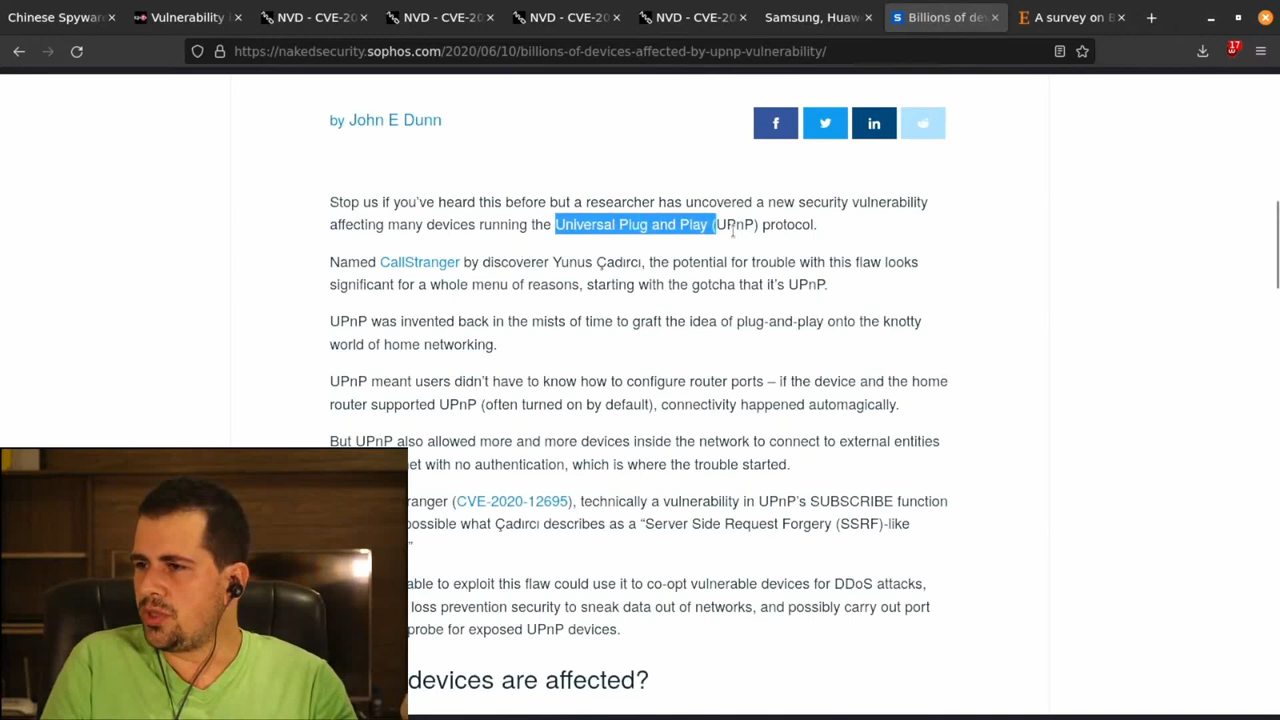 Chinese Spywar
Vulnerability
NVD - CVE-20
NVD - CVE-20
NVD - CVE-20
NVD - CVE-20
Samsung, Huaw
Billions of de
A survey on B
https://nakedsecurity.sophos.com/2020/06/10/billions-of-devices-affected-by-upnp-vulnerability/
17
by John E Dunn
Stop us if you’ve heard this before but a researcher has uncovered a new security vulnerability
affecting many devices running the Universal Plug and Play (UPnP) protocol.
Named CallStranger by discoverer Yunus Çadırcı, the potential for trouble with this flaw looks
significant for a whole menu of reasons, starting with the gotcha that it’s UPnP.
UPnP was invented back in the mists of time to graft the idea of plug-and-play onto the knotty
world of home networking.
UPnP meant users didn’t have to know how to configure router ports – if the device and the home
router supported UPnP (often turned on by default), connectivity happened automagically.
But UPnP also allowed more and more devices inside the network to connect to external entities
et with no authentication, which is where the trouble started.
ranger (CVE-2020-12695), technically a vulnerability in UPnP’s SUBSCRIBE function
possible what Çadırcı describes as a “Server Side Request Forgery (SSRF)-like
”
able to exploit this flaw could use it to co-opt vulnerable devices for DDoS attacks,
loss prevention security to sneak data out of networks, and possibly carry out port
probe for exposed UPnP devices.
devices are affected?